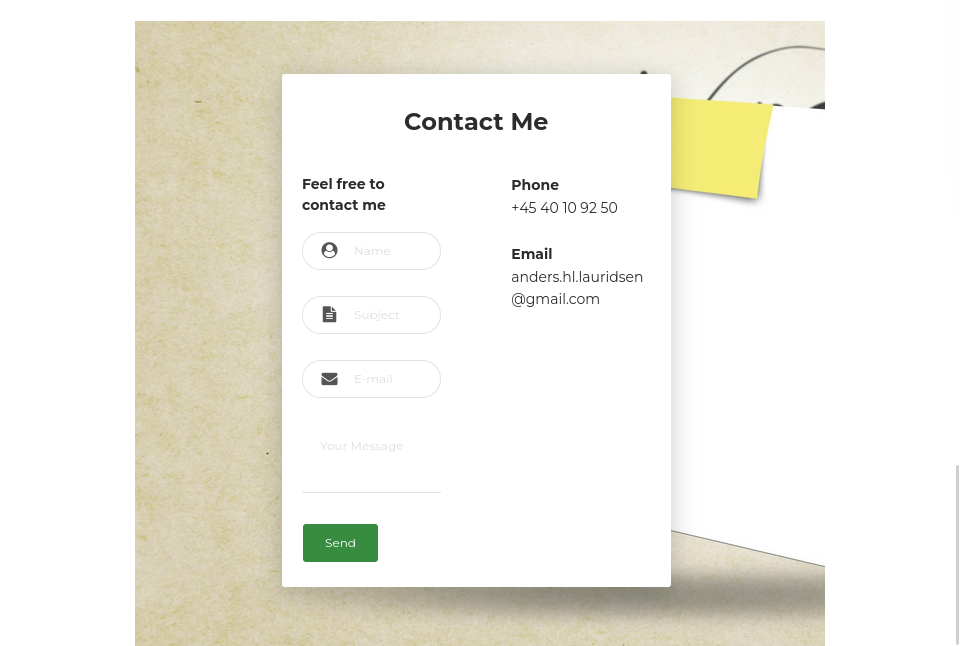 Contact Me
Feel free to
contact me
Name
Subject
E-mail
Your Message
Send
Phone
+45 40 10 92 50
Email
anders.hl.lauridsen
@gmail.com